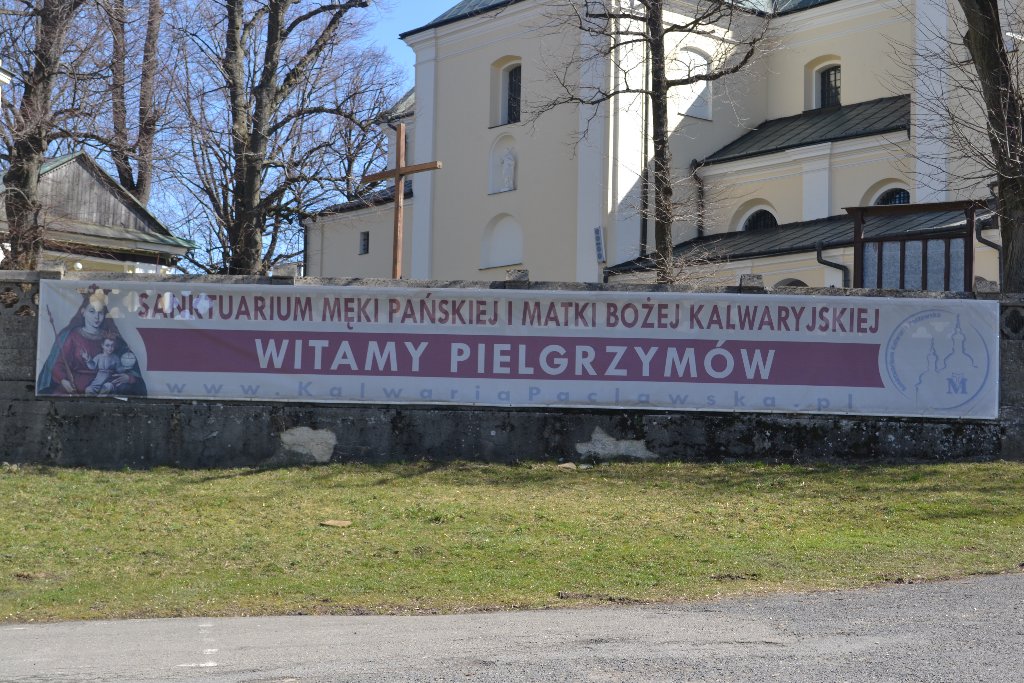 SANKTUARIUM MĘKI PAŃSKIEJ I MATKI BOŻEJ KALWARYJSKIEJ
WITAMY PIELGRZYMÓW
www.KalwariaPacławska.pl
M